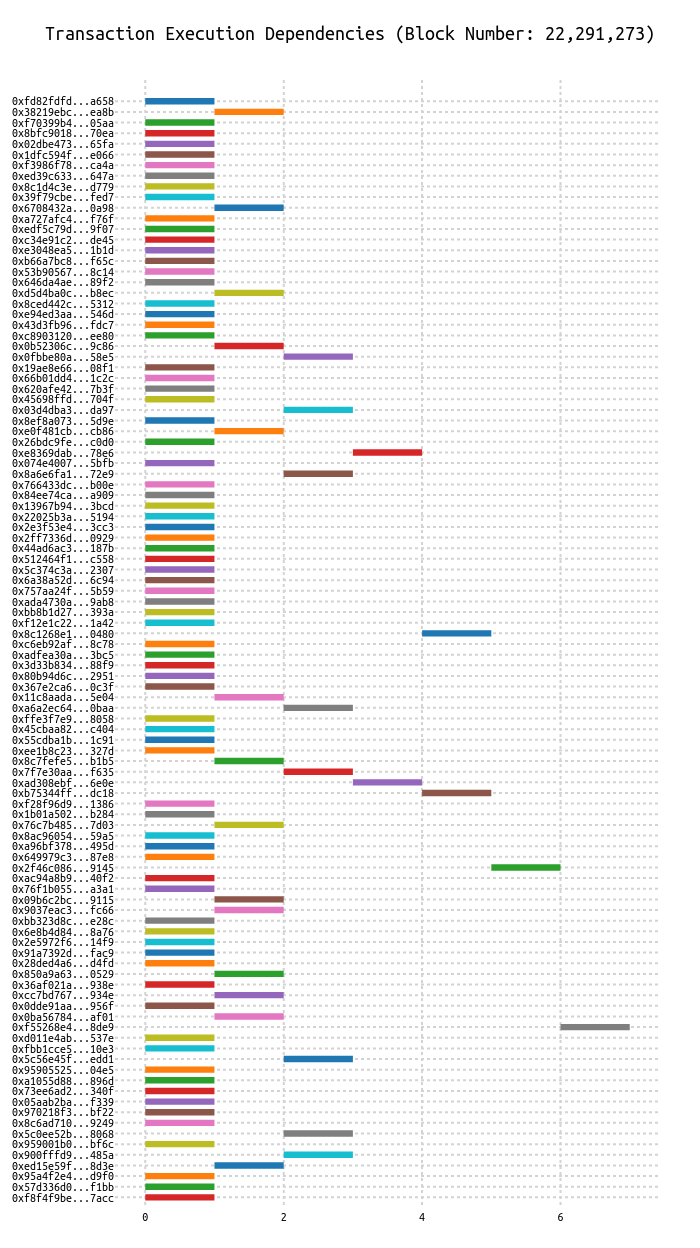 Transaction Execution Dependencies (Block Number: 22,291,273)
0xfd82fdfd...a658
0x38219ebc...ea8b
0xf70399b4...05aa
0x8bfc9018...70ea
0x02dbe473...65fa
0x1dfc594f...e066
0xf3986f78...ca4a
0xed39c633...647a
0x8c1d4c3e...d779
0x39f79cbe...fed7
0x6708432a...0a98
0xa727afc4...f76f
0xedf5c79d...9f07
0xc34e91c2...de45
0xe3048ea5...1b1d
0xb66a7bc8...f65c
0x53b90567...8c14
0x646da4ae...89f2
0xd5d4ba0c...b8ec
0x8ced442c...5312
0xe94ed3aa...546d
0x43d3fb96...fdc7
0xc8903120...ee80
0x0b52306c...9c86
0x0fbbe80a...58e5
0x19ae8e66...08f1
0x66b01dd4...1c2c
0x620afe42...7b3f
0x45698ffd...704f
0x03d4dba3...da97
0x8ef8a073...5d9e
0xe0f481cb...cb86
0x26bdc9fe...c0d0
0xe8369dab...78e6
0x074e4007...5bfb
0x8a6e6fa1...72e9
0x766433dc...b00e
0x84ee74ca...a909
0x13967b94...3bcd
0x22025b3a...5194
0x2e3f53e4...3cc3
0x2ff7336d...0929
0x44ad6ac3...187b
0x512464f1...c558
0x5c374c3a...2307
0x6a38a52d...6c94
0x757aa24f...5b59
0xada4730a...9ab8
0xbb8b1d27...393a
0xf12e1c22...1a42
0x8c1268e1...0480
0xc6eb92af...8c78
0xadfea30a...3bc5
0x3d33b834...88f9
0x80b94d6c...2951
0x367e2ca6...0c3f
0x11c8aada...5e04
0xa6a2ec64...0baa
0xffe3f7e9...8058
0x45cbaa82...c404
0x55cdba1b...1c91
0xee1b8c23...327d
0x8c7fefe5...b1b5
0x7f7e30aa...f635
0xad308ebf...6e0e
0xb75344ff...dc18
0xf28f96d9...1386
0x1b01a502...b284
0x76c7b485...7d03
0x8ac96054...59a5
0xa96bf378...495d
0x649979c3...87e8
0x2f46c086...9145
0xac94a8b9...40f2
0x76f1b055...a3a1
0x09b6c2bc...9115
0x9037eac3...fc66
0xbb323d8c...e28c
0x6e8b4d84...8a76
0x2e5972f6...14f9
0x91a7392d...fac9
0x28ded4a6...d4fd
0x850a9a63...0529
0x36af021a...938e
0xcc7bd767...934e
0x0dde91aa...956f
0x0ba56784...af01
0xf55268e4...8de9
0xd011e4ab...537e
0xfbb1cce5...10e3
0x5c56e45f...edd1
0x95905525...04e5
0xa1055d88...896d
0x73ee6ad2...340f
0x05aab2ba...f339
0x970218f3...bf22
0x8c6ad710...9249
0x5c0ee52b...8068
0x959001b0...bf6c
0x900fffd9...485a
0xed15e59f...8d3e
0x95a4f2e4...d9f0
0x57d336d0...f1bb
0xf8f4f9be...7acc
0 2 4 6